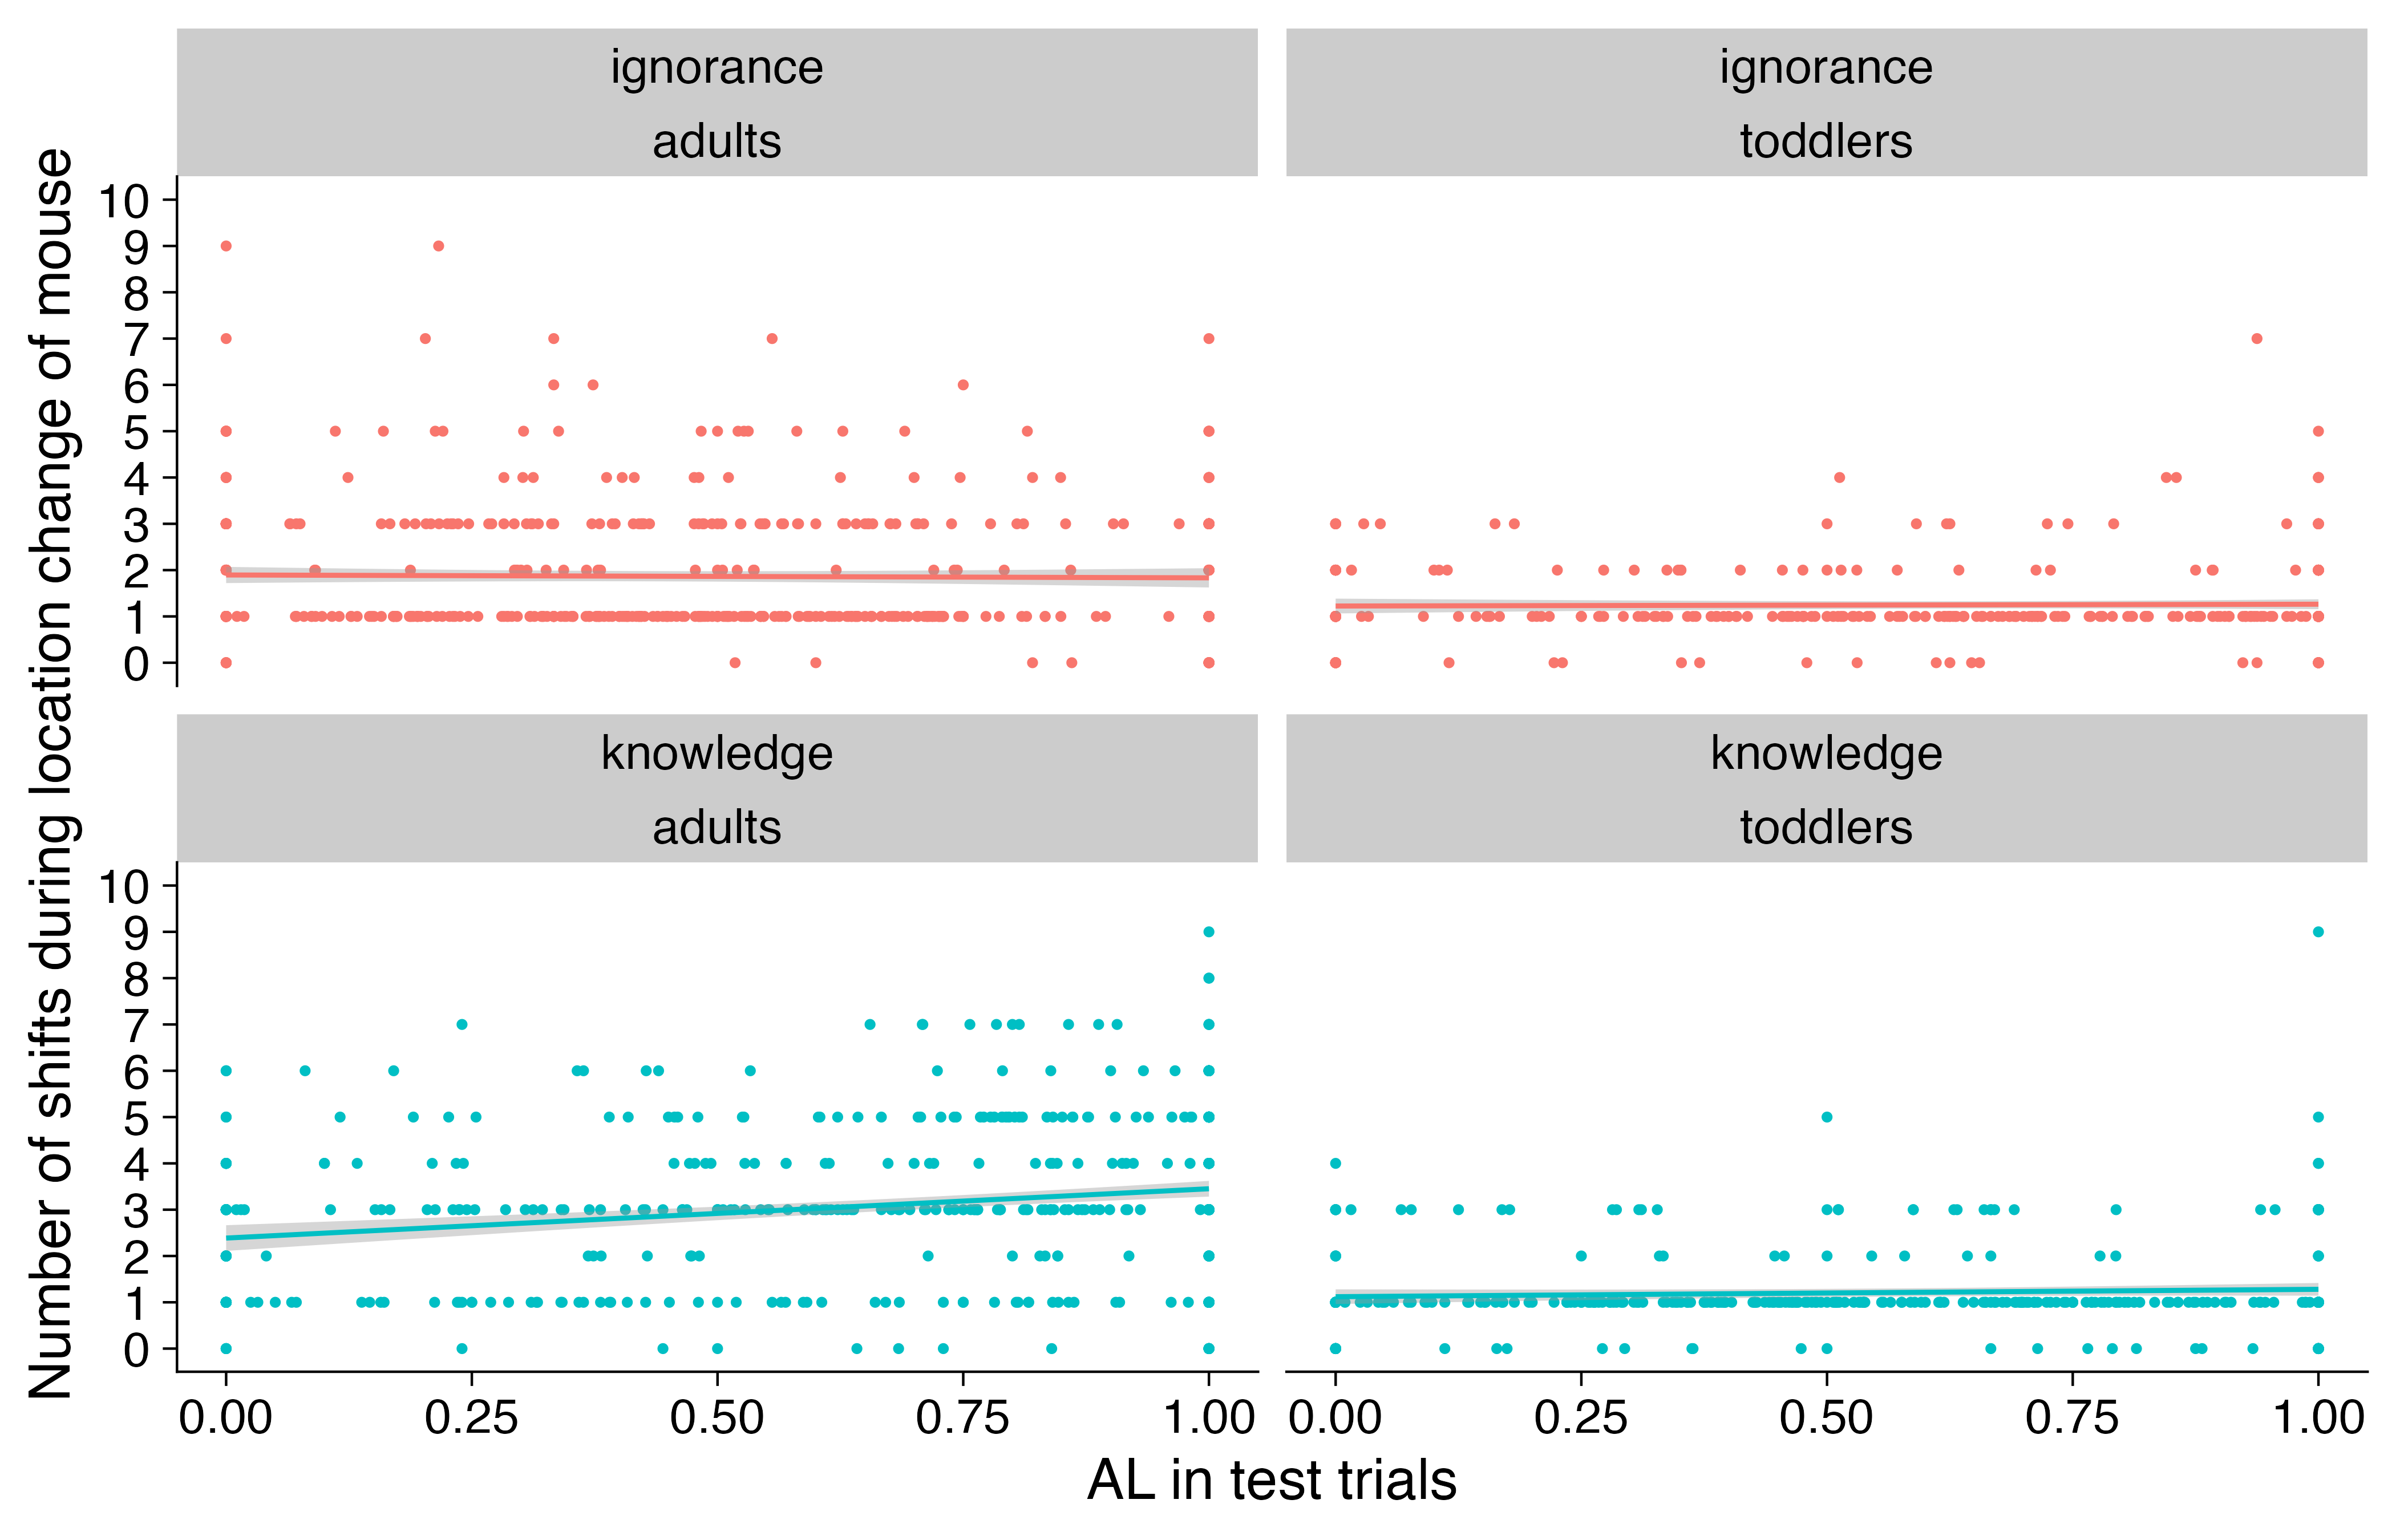 Number of shifts during location change of mouse
ignorance
adults
ignorance
toddlers
10
9
8
7
6
5
4
3
2
1
0
knowledge
adults
knowledge
toddlers
10
9
8
7
6
5
4
3
2
1
0
0.00 0.25 0.50 0.75 1.00 0.00 0.25 0.50 0.75 1.00
AL in test trials